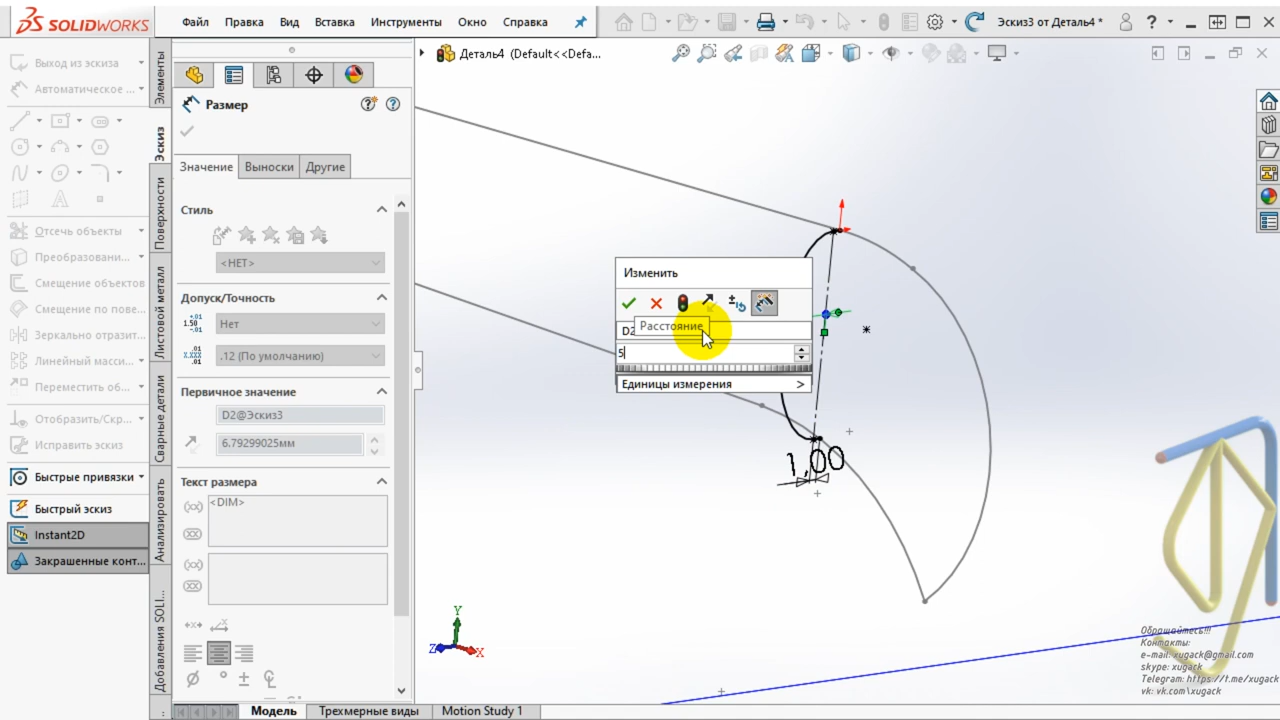 SOLIDWORKS
Файл Правка Вид Вставка Инструменты Окно Справка
Эскиз3 от Деталь4 *
Выход из эскиза
Автоматическое ...
Отсечь объекты
Преобразовани...
Смещение объектов
Смещение по пове...
Зеркально отразит...
Линейный масси...
Переместить об...
Отобразить/Скр...
Исправить эскиз
Быстрые привязки
Быстрый эскиз
Instant2D
Закрашенные конт...
Элементы
Эскиз
Поверхности
Листовой металл
Сварные детали
Анализировать
Добавления SOLI...
Размер
Значение Выноски Другие
Стиль
<НЕТ>
Допуск/Точность
Нет
.12 (По умолчанию)
Первичное значение
D2@Эскиз3
6.79299025мм
Текст размера
<DIM>
Деталь4 (Default<<Defa...
Изменить
D2
Расстояние
5
Единицы измерения >
1,00
Y
Z
X
Обращайтесь!!!
Контакты:
e-mail: xugack@gmail.com
skype: xugack
Telegram: https://t.me/xugack
vk: vk.com\xugack
Модель Трехмерные виды Motion Study 1